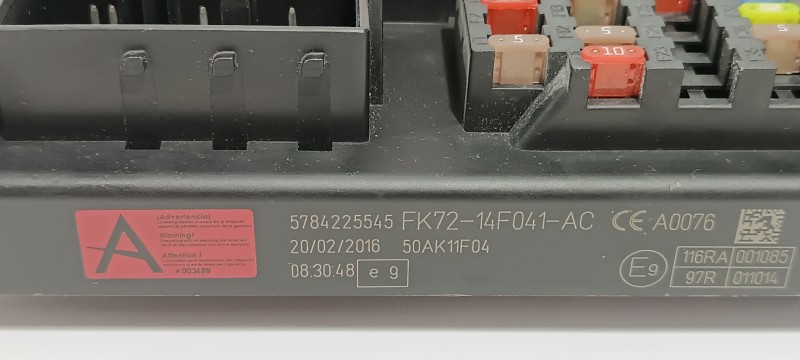 5
5
5
10
A
¡Advertencia!
Warning!
Attention !
# 003489
5784225545 FK72-14F041-AC CE A0076
20/02/2016 50AK11F04
08:30:48 e 9
E9
116RA 001085
97R 011014